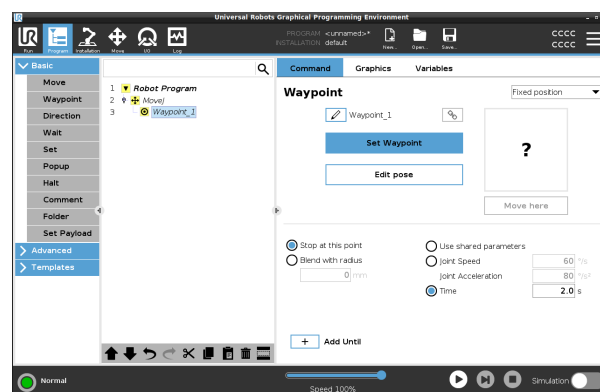 Universal Robots Graphical Programming Environment
Run Program Installation Move I/O Log
PROGRAM <unnamed>*
INSTALLATION default
New... Open... Save...
CCCC
CCCC
Basic
Move
Waypoint
Direction
Wait
Set
Popup
Halt
Comment
Folder
Set Payload
Advanced
Templates
1 Robot Program
2 MoveJ
3 Waypoint_1
Command Graphics Variables
Waypoint
Fixed position
Waypoint_1
Set Waypoint
Edit pose
?
Move here
Stop at this point
Blend with radius
0 mm
Use shared parameters
Joint Speed 60 °/s
Joint Acceleration 80 °/s²
Time 2.0 s
+ Add Until
Normal
Speed 100%
Simulation